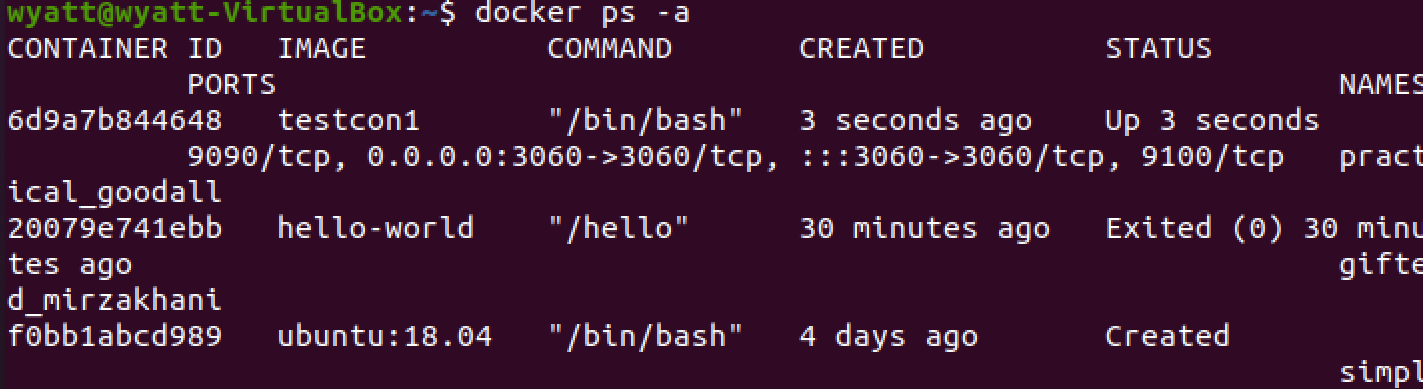 wyatt@wyatt-VirtualBox:~$ docker ps -a
CONTAINER ID   IMAGE          COMMAND       CREATED          STATUS
          PORTS                                                            NAMES
6d9a7b844648   testcon1       "/bin/bash"   3 seconds ago    Up 3 seconds
          9090/tcp, 0.0.0.0:3060->3060/tcp, :::3060->3060/tcp, 9100/tcp   pract
ical_goodall
20079e741ebb   hello-world    "/hello"      30 minutes ago   Exited (0) 30 minu
tes ago                                                                    gifte
d_mirzakhani
f0bb1abcd989   ubuntu:18.04   "/bin/bash"   4 days ago       Created
                                                                           simpl